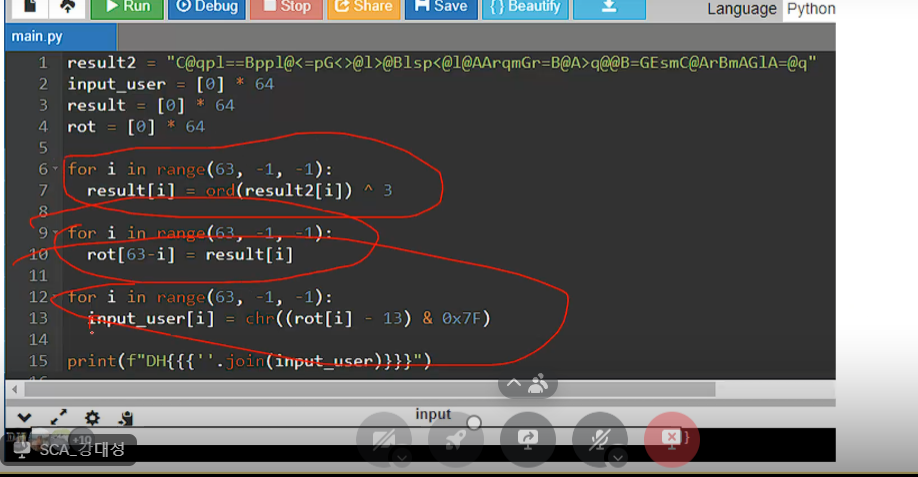 Run Debug Stop Share Save { } Beautify
Language Python
main.py
1 result2 = "C@qpl==Bppl@<=pG<>@l>@Blsp<@l@AArqmGr=B@A>q@@B=GEsmC@ArBmAGlA=@q"
2 input_user = [0] * 64
3 result = [0] * 64
4 rot = [0] * 64
5
6 for i in range(63, -1, -1):
7 result[i] = ord(result2[i]) ^ 3
8
9 for i in range(63, -1, -1):
10 rot[63-i] = result[i]
11
12 for i in range(63, -1, -1):
13 input_user[i] = chr((rot[i] - 13) & 0x7F)
14
15 print(f"DH{{{''.join(input_user)}}}")
16
input
+10
SCA_강대성